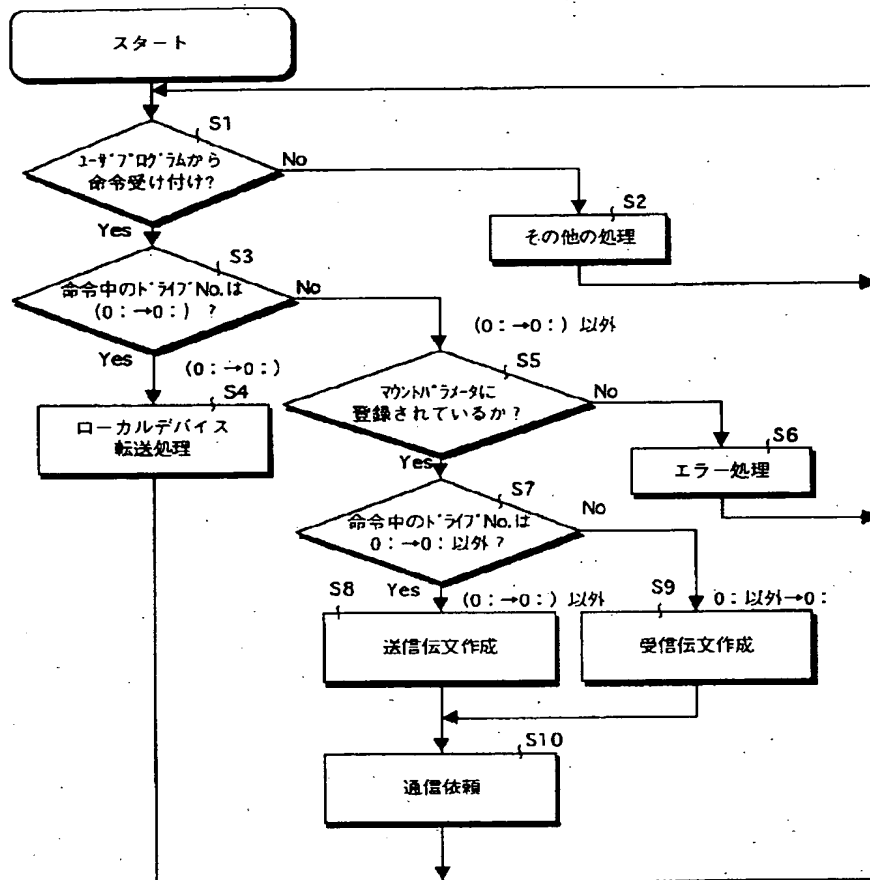 スタート
S1
ユーザプログラムから
命令受け付け?
No
Yes
S2
その他の処理
S3
命令中のドライブNo.は
(0:→0:) ?
No
Yes
(0:→0:)
(0:→0:) 以外
S4
ローカルデバイス
転送処理
S5
マウントパラメータに
登録されているか?
No
Yes
S6
エラー処理
S7
命令中のドライブNo.は
0:→0:以外?
No
Yes
S8
(0:→0:) 以外
送信伝文作成
S9
0:以外→0:
受信伝文作成
S10
通信依頼